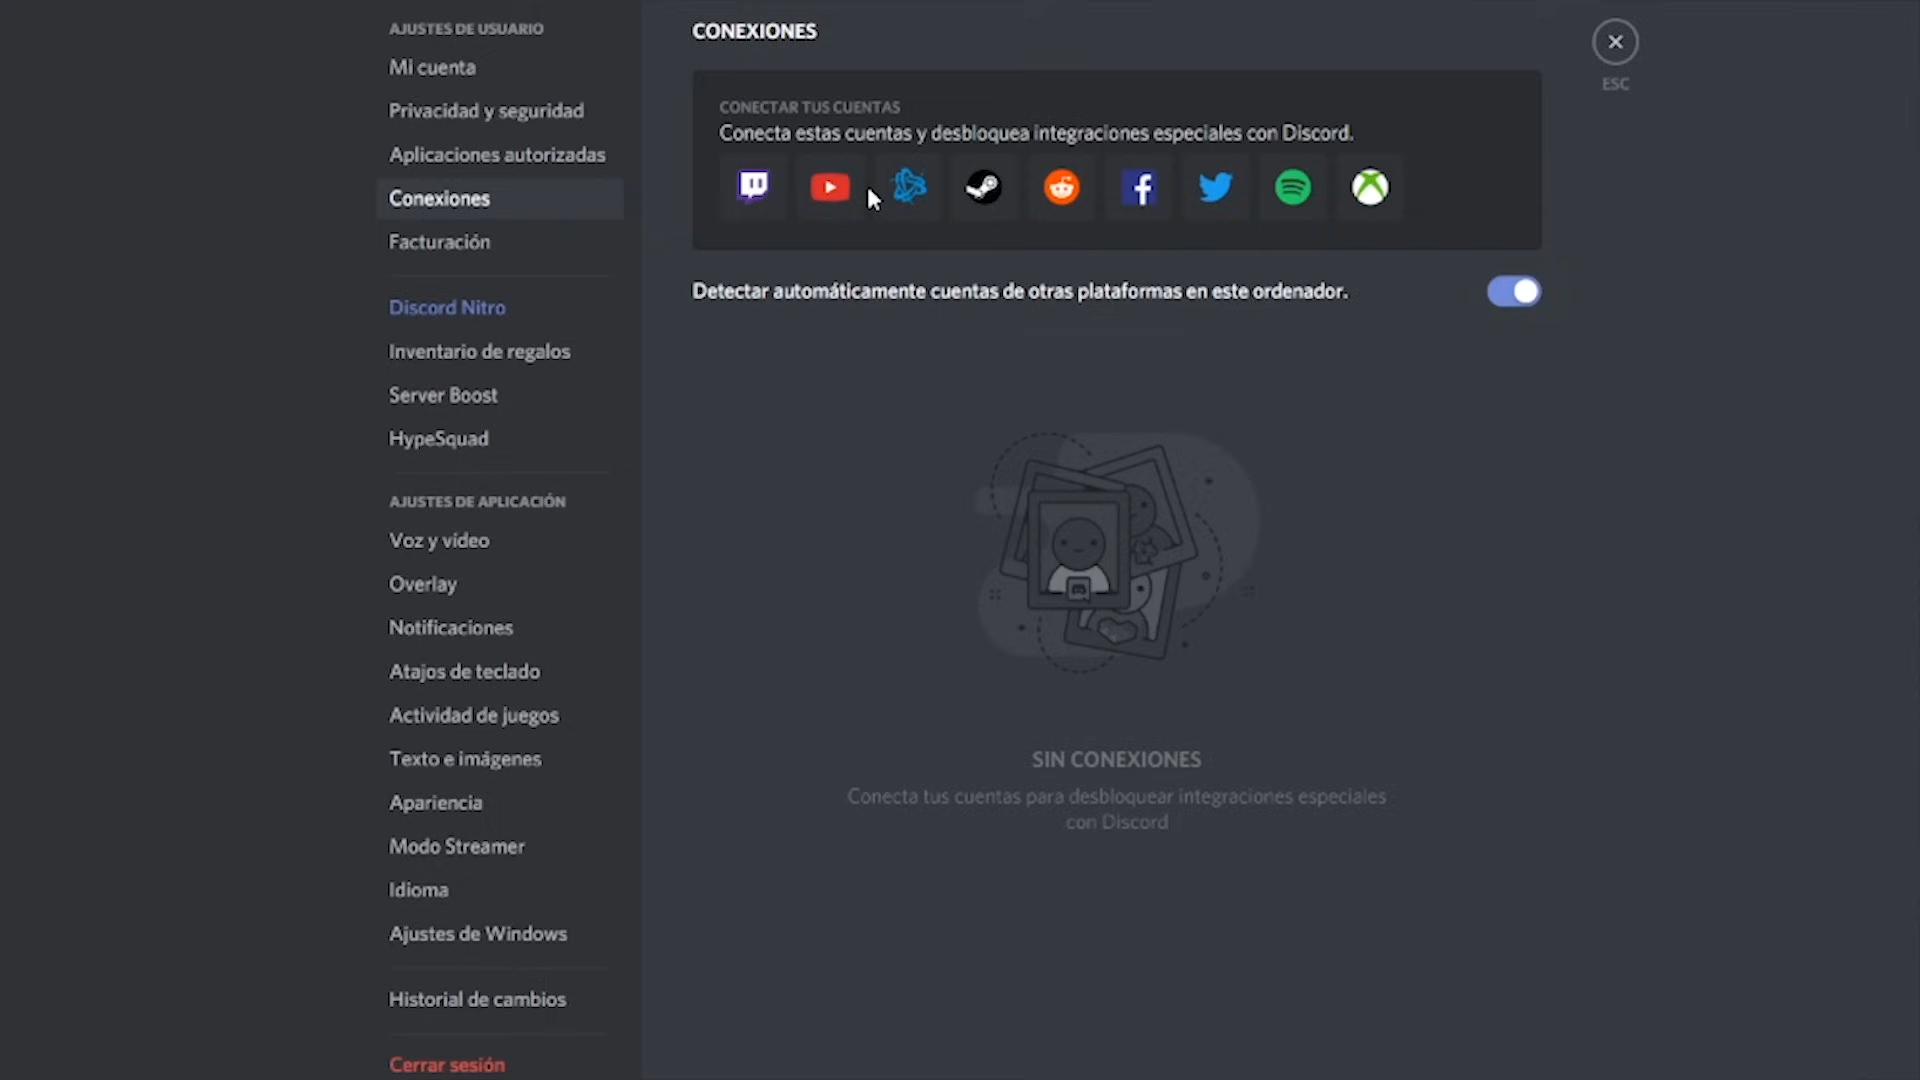 AJUSTES DE USUARIO
Mi cuenta
Privacidad y seguridad
Aplicaciones autorizadas
Conexiones
Facturación
Discord Nitro
Inventario de regalos
Server Boost
HypeSquad
AJUSTES DE APLICACIÓN
Voz y vídeo
Overlay
Notificaciones
Atajos de teclado
Actividad de juegos
Texto e imágenes
Apariencia
Modo Streamer
Idioma
Ajustes de Windows
Historial de cambios
Cerrar sesión
CONEXIONES
CONECTAR TUS CUENTAS
Conecta estas cuentas y desbloquea integraciones especiales con Discord.
Detectar automáticamente cuentas de otras plataformas en este ordenador.
SIN CONEXIONES
Conecta tus cuentas para desbloquear integraciones especiales
con Discord
ESC